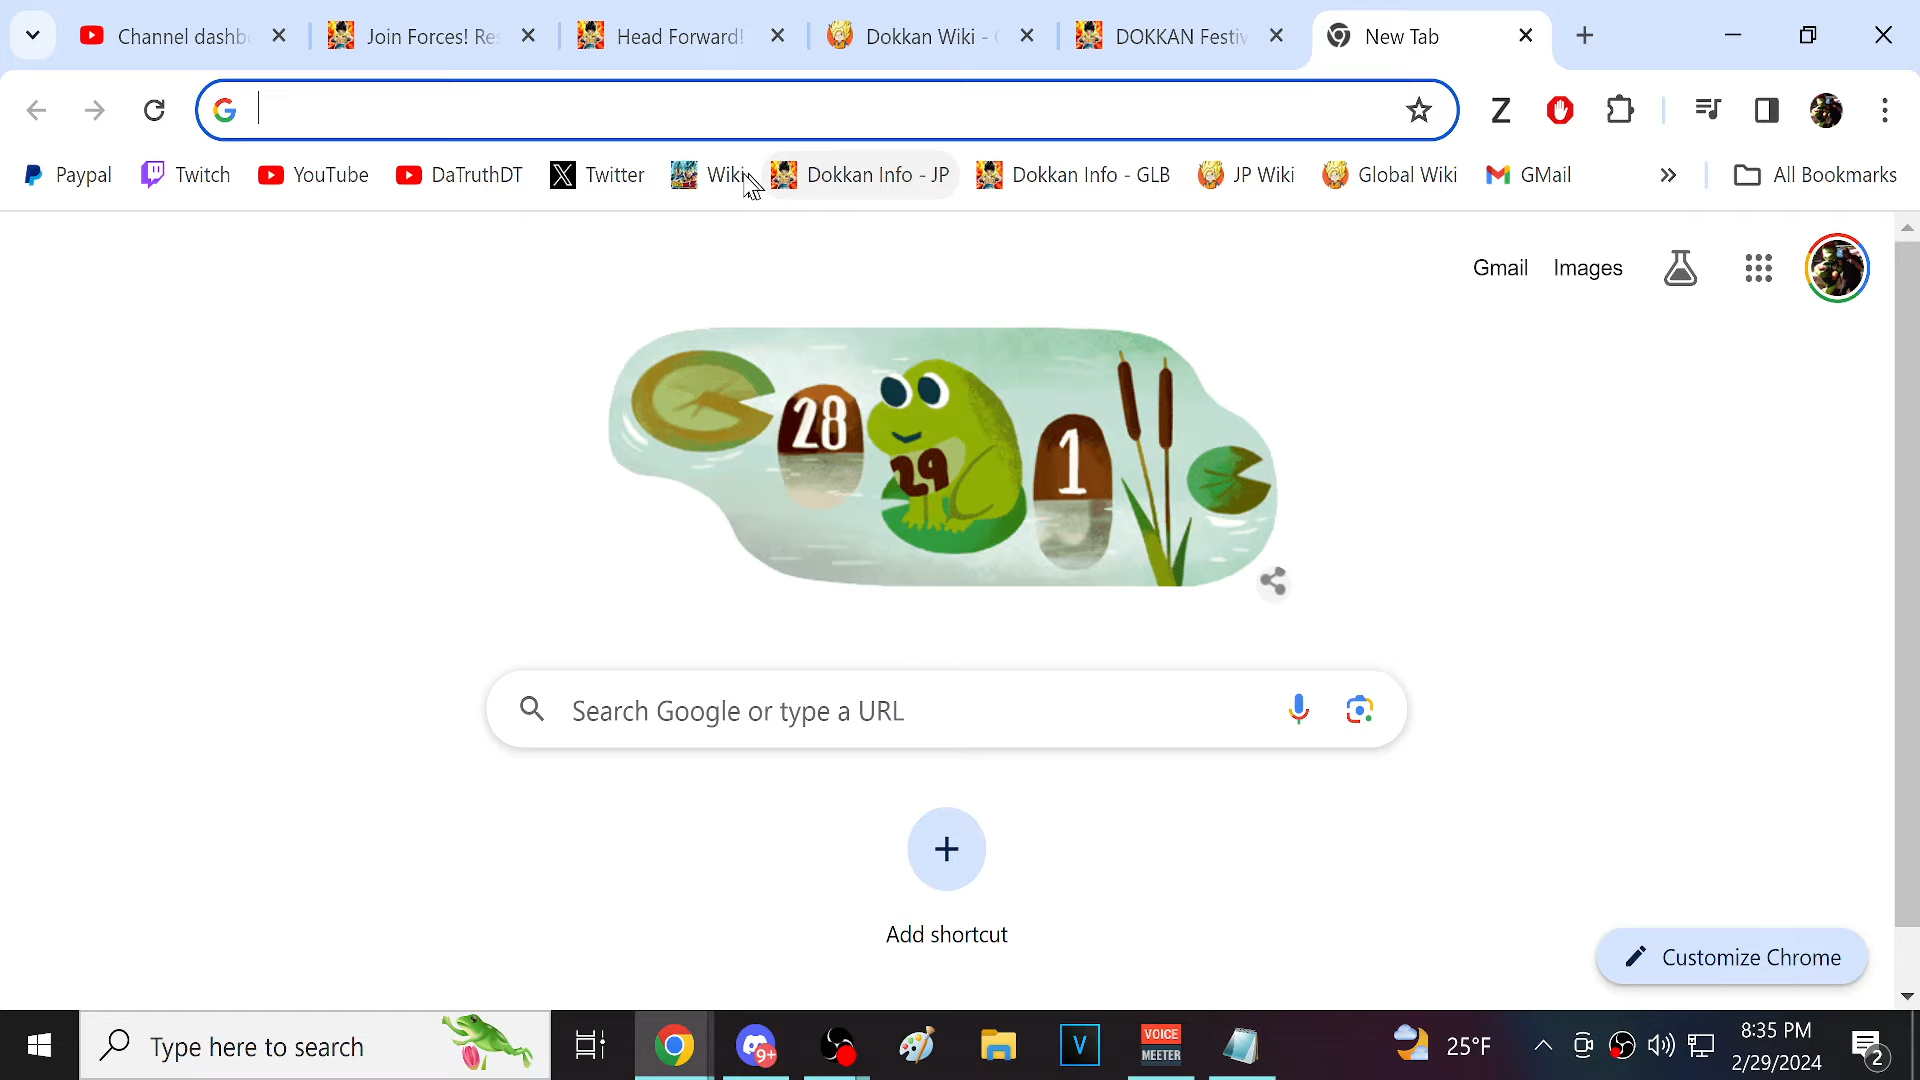 Channel dashbo
Join Forces! Res
Head Forward!
Dokkan Wiki -
DOKKAN Festiv
New Tab
Paypal
Twitch
YouTube
DaTruthDT
Twitter
Wiki
Dokkan Info - JP
Dokkan Info - GLB
JP Wiki
Global Wiki
GMail
»
All Bookmarks
Gmail
Images
28
29
1
Search Google or type a URL
Add shortcut
Customize Chrome
Type here to search
9+
V
VOICE
MEETER
25°F
8:35 PM
2/29/2024
2